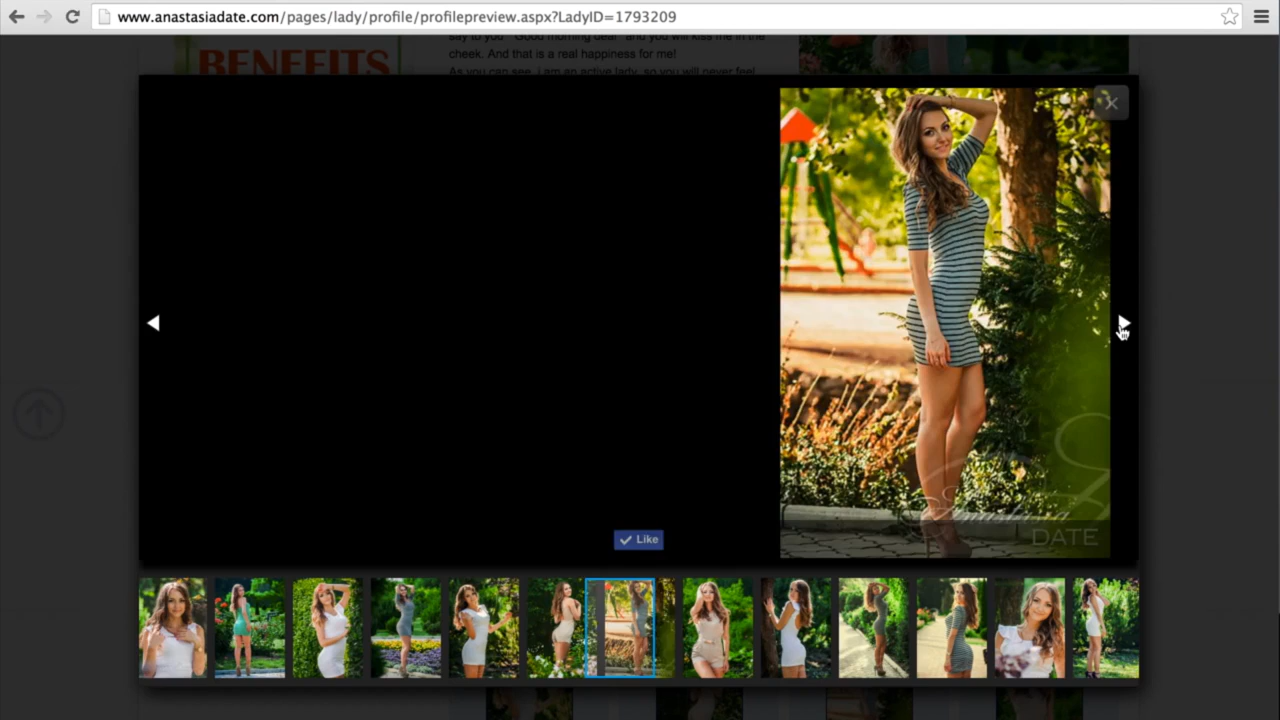 www.anastasiadate.com/pages/lady/profile/profilepreview.aspx?LadyID=1793209
say to you "Good morning dear" and you will kiss me in the
cheek. And that is a real happiness for me!
BENEFITS
As you can see, i am an active lady, so you will never feel
Anastasia
DATE
Like